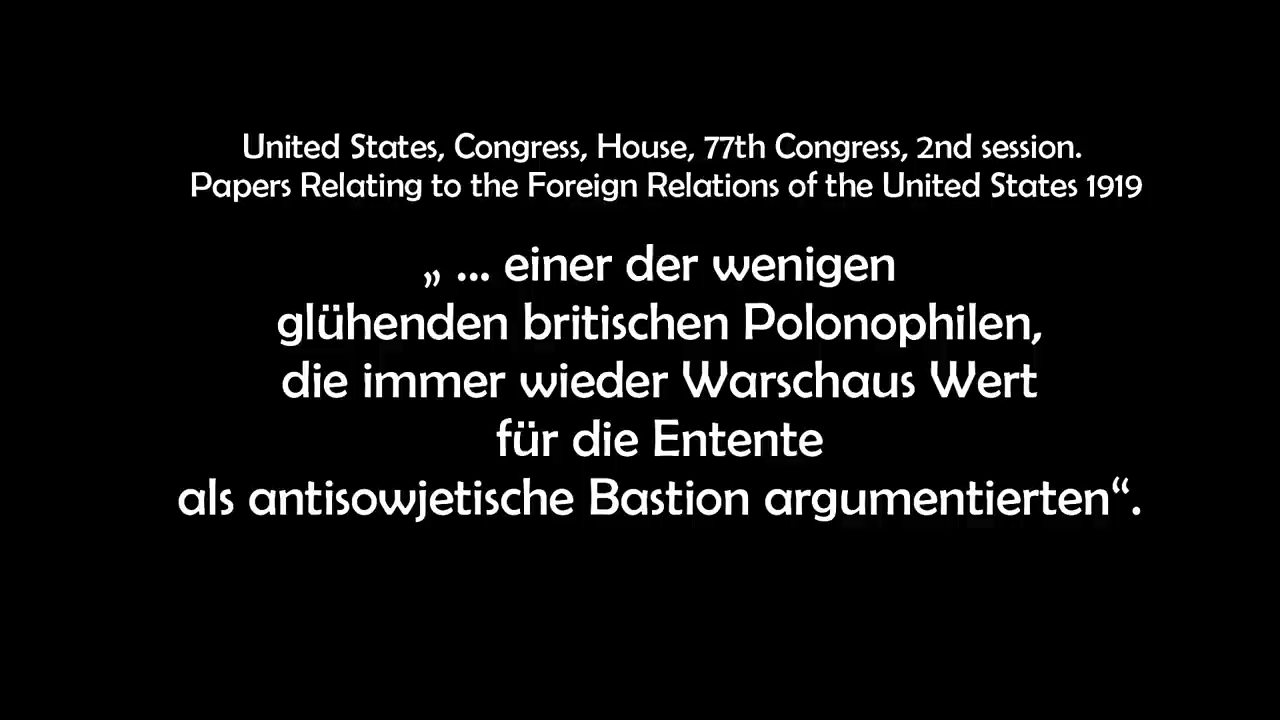 United States, Congress, House, 77th Congress, 2nd session.
Papers Relating to the Foreign Relations of the United States 1919
„ ... einer der wenigen
glühenden britischen Polonophilen,
die immer wieder Warschaus Wert
für die Entente
als antisowjetische Bastion argumentierten“.